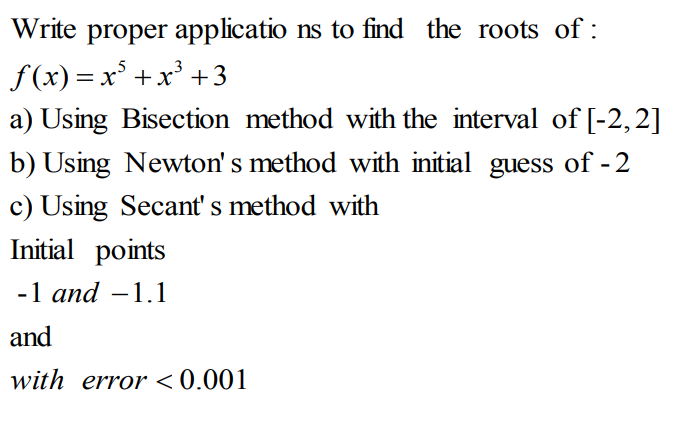 Write proper applicatio ns to find the roots of :
f(x) = x⁵ + x³ + 3
a) Using Bisection method with the interval of [-2,2]
b) Using Newton's method with initial guess of -2
c) Using Secant's method with
Initial points
-1 and −1.1
and
with error < 0.001